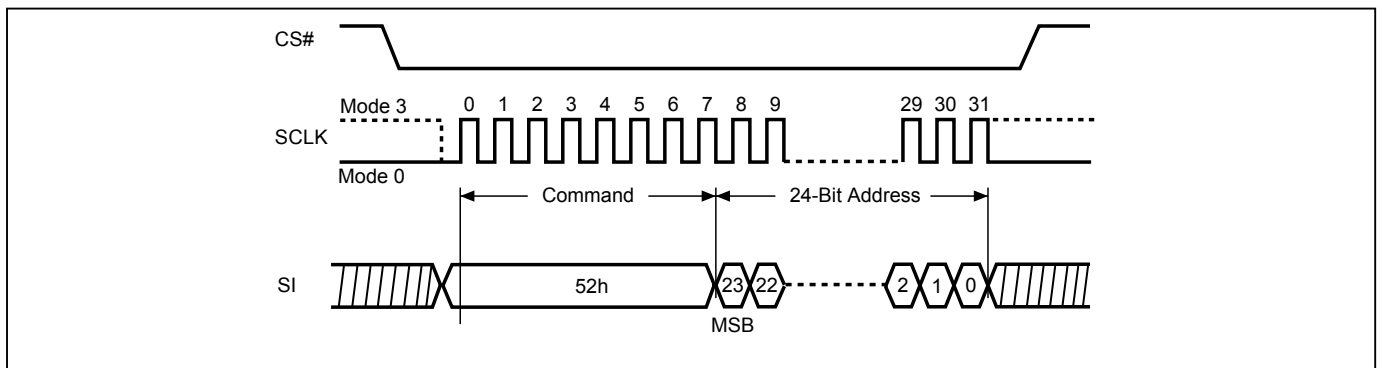 CS#
Mode 3 0 1 2 3 4 5 6 7 8 9 29 30 31
SCLK
Mode 0
Command 24-Bit Address
SI 52h 23 22 2 1 0
MSB